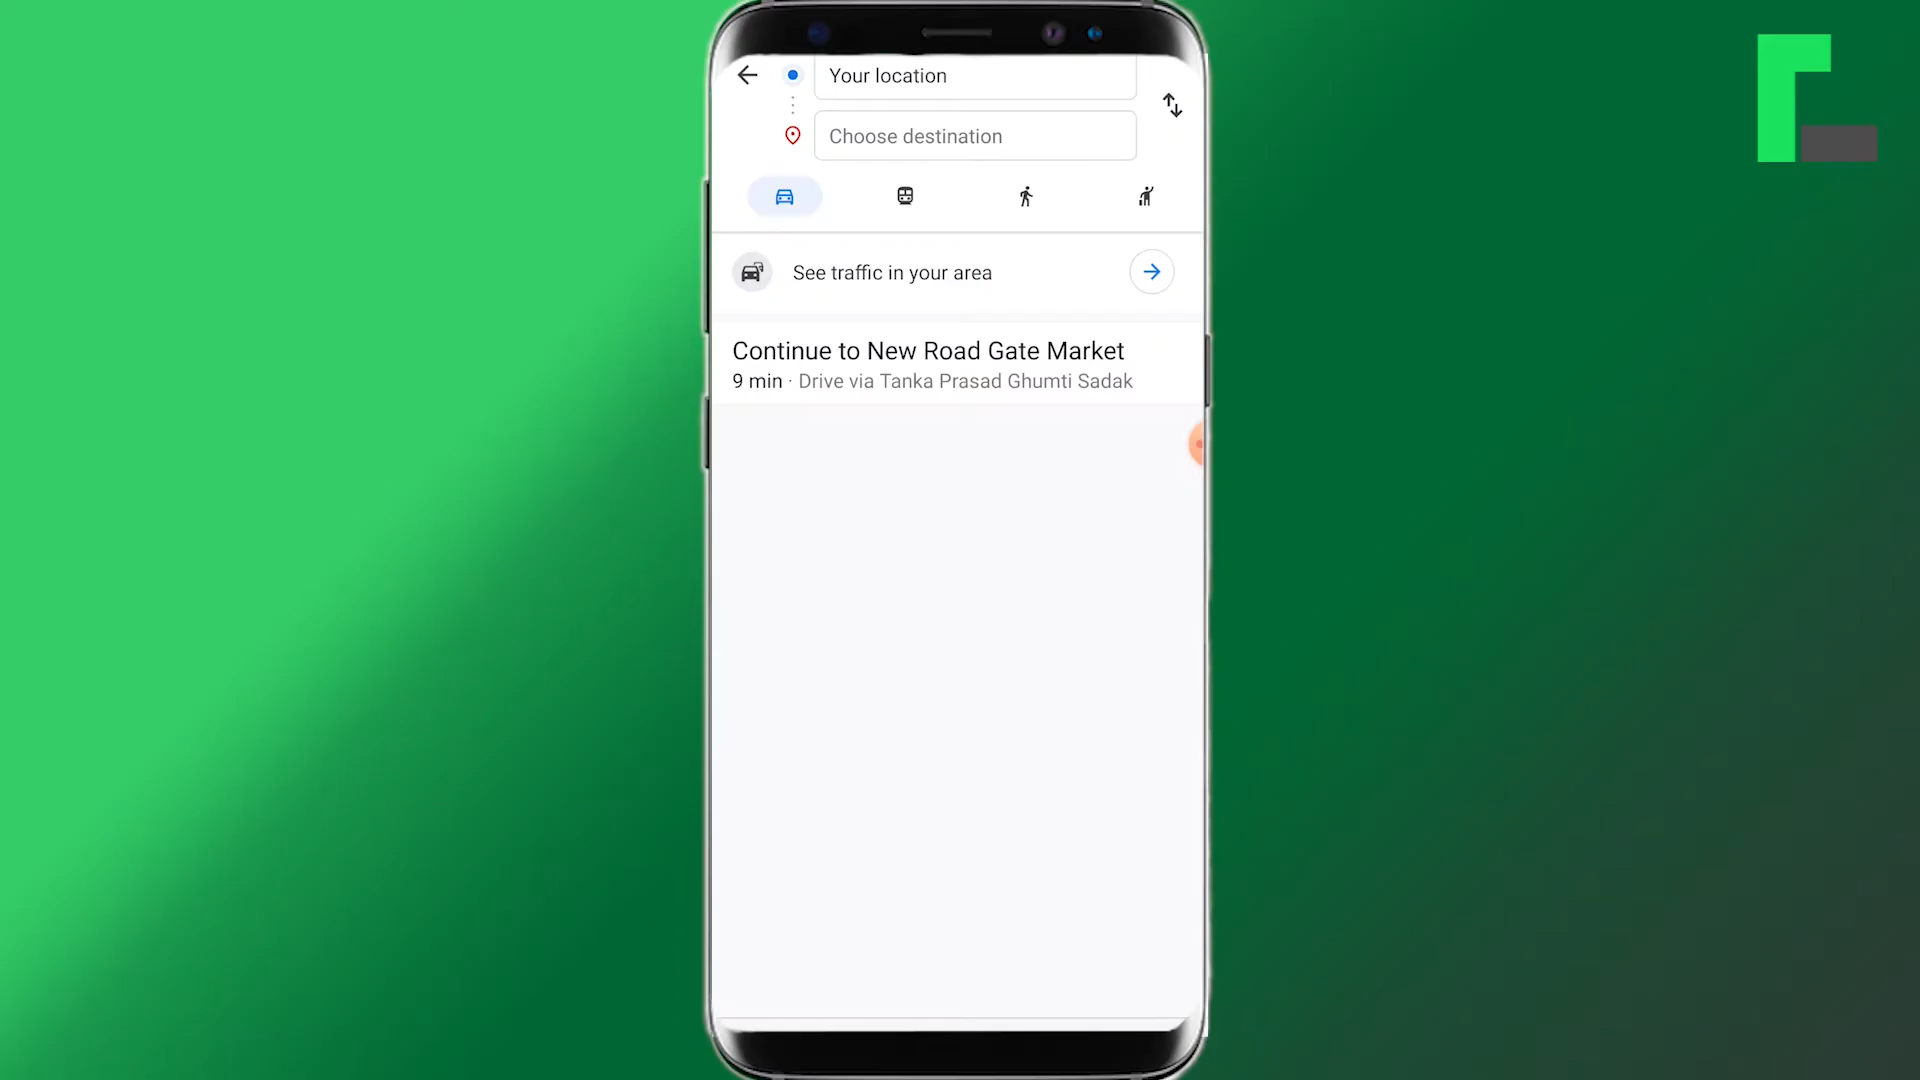 Your location
Choose destination
See traffic in your area
Continue to New Road Gate Market
9 min · Drive via Tanka Prasad Ghumti Sadak